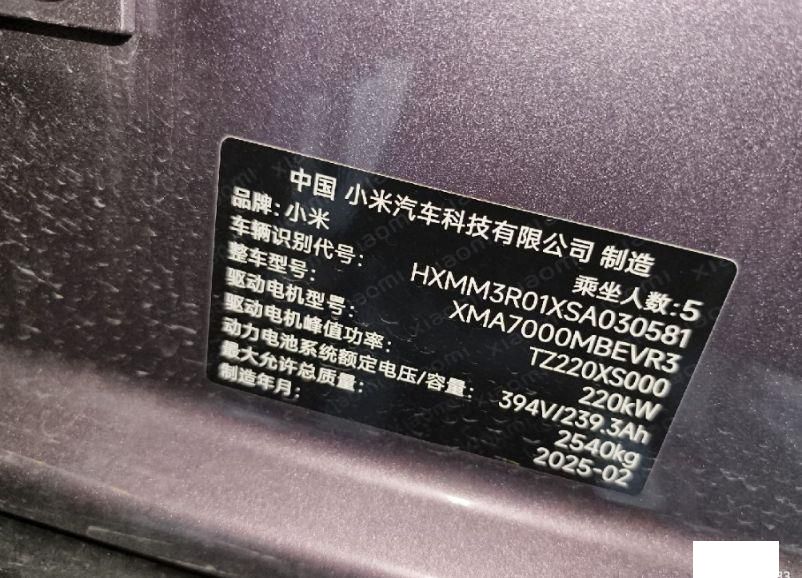 中国 小米汽车科技有限公司 制造
品牌:小米 乘坐人数:5
车辆识别代号: HXMM3R01XSA030581
整车型号: XMA7000MBEVR3
驱动电机型号: TZ220XS000
驱动电机峰值功率: 220kW
动力电池系统额定电压/容量: 394V/239.3Ah
最大允许总质量: 2540kg
制造年月: 2025-02